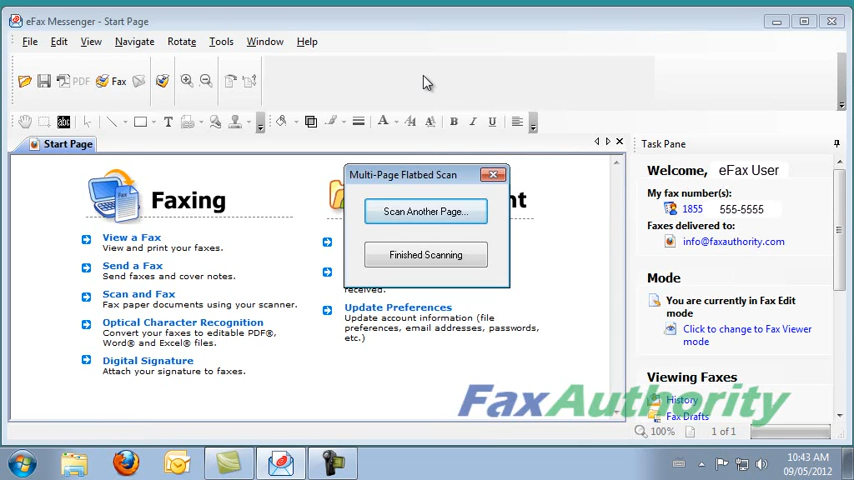 eFax Messenger - Start Page
File Edit View Navigate Rotate Tools Window Help
PDF Fax
abc T A A A B I U
Start Page
Task Pane
Multi-Page Flatbed Scan
Scan Another Page...
Finished Scanning
Faxing
View a Fax
View and print your faxes.
Send a Fax
Send faxes and cover notes.
Scan and Fax
Fax paper documents using your scanner.
Optical Character Recognition
Convert your faxes to editable PDF®,
Word® and Excel® files.
Digital Signature
Attach your signature to faxes.
nt
received.
Update Preferences
Update account information (file
preferences, email addresses, passwords,
etc.)
Welcome, eFax User
My fax number(s):
1855 555-5555
Faxes delivered to:
info@faxauthority.com
Mode
You are currently in Fax Edit
mode
Click to change to Fax Viewer
mode
Viewing Faxes
History
Fax Drafts
FaxAuthority
100% 1 of 1
10:43 AM
09/05/2012